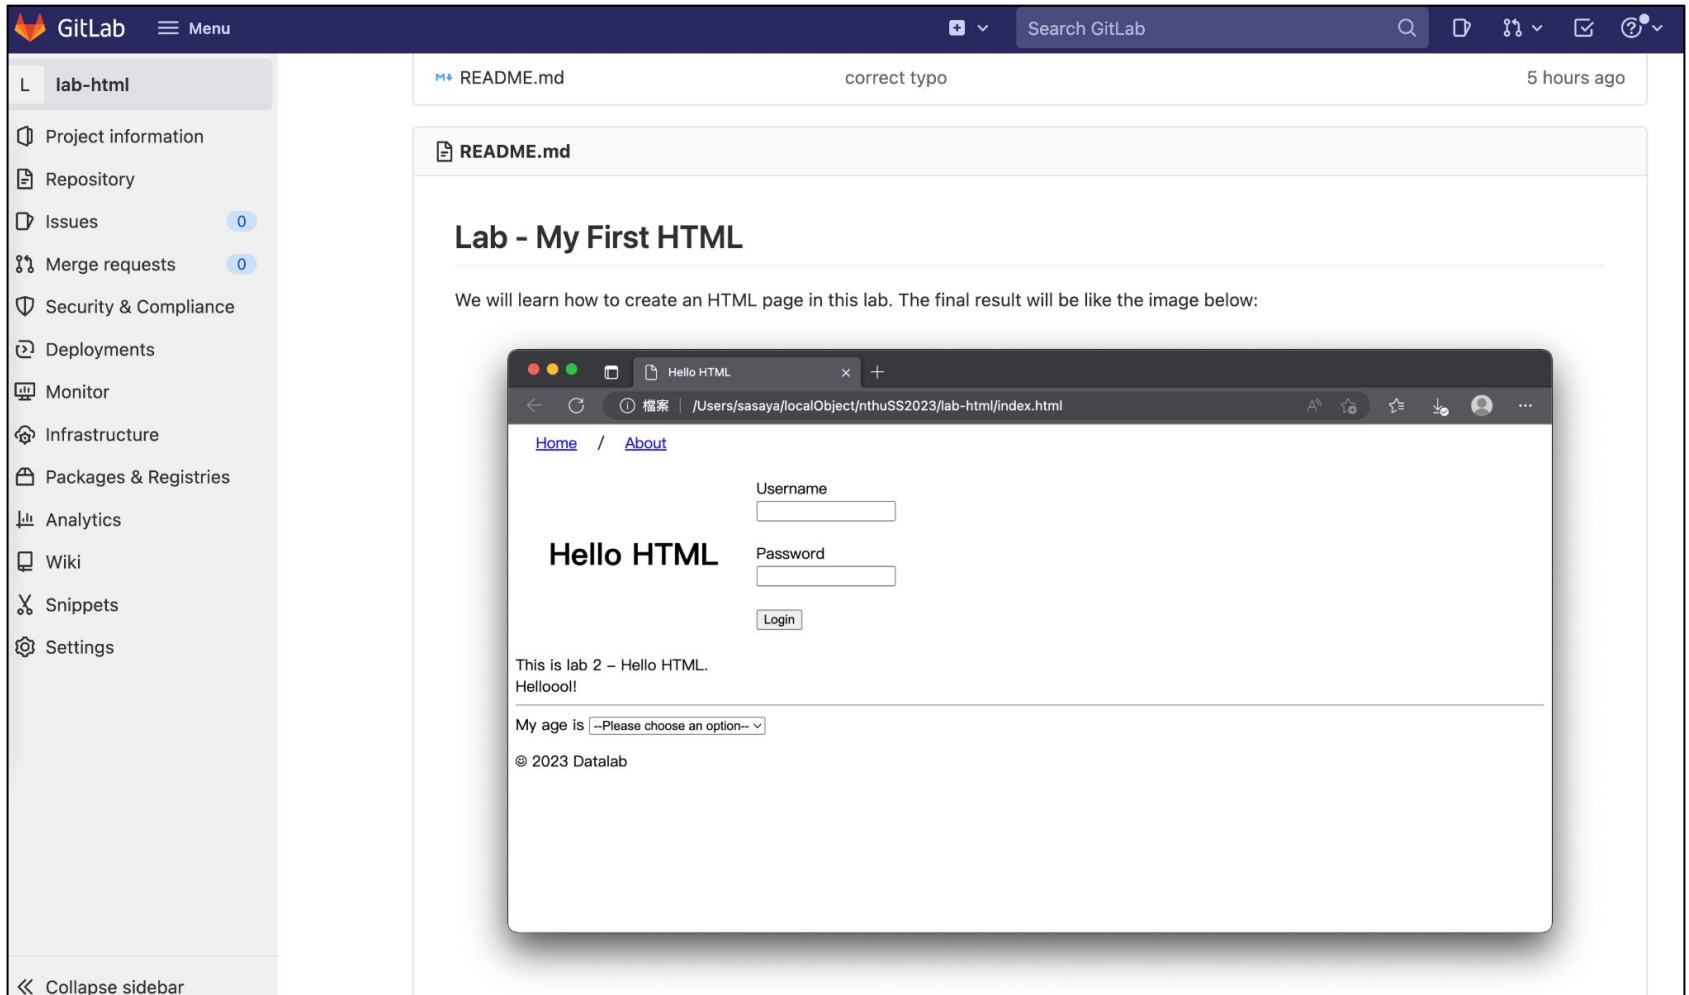 GitLab Menu Search GitLab
L lab-html
Project information
Repository
Issues 0
Merge requests 0
Security & Compliance
Deployments
Monitor
Infrastructure
Packages & Registries
Analytics
Wiki
Snippets
Settings
Collapse sidebar
README.md correct typo 5 hours ago
README.md
Lab - My First HTML
We will learn how to create an HTML page in this lab. The final result will be like the image below:
Hello HTML
檔案 | /Users/sasaya/localObject/nthuSS2023/lab-html/index.html
Home / About
Username
Hello HTML
Password
Login
This is lab 2 – Hello HTML.
Helloool!
My age is --Please choose an option--
© 2023 Datalab